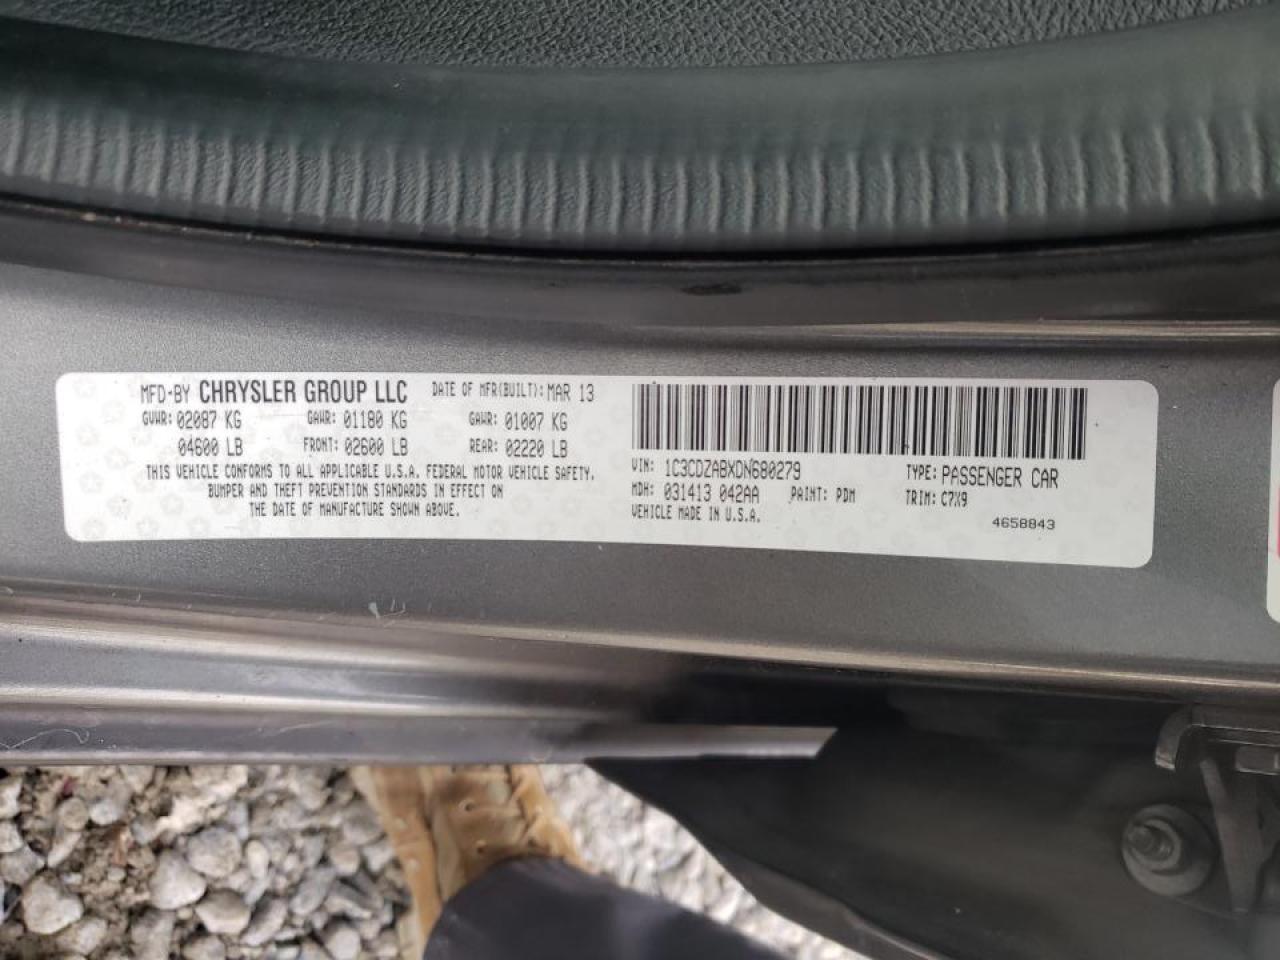 MFD-BY CHRYSLER GROUP LLC DATE OF MFR(BUILT): MAR 13
GVWR: 02087 KG GAWR: 01180 KG GAWR: 01007 KG
04600 LB FRONT: 02600 LB REAR: 02220 LB
THIS VEHICLE CONFORMS TO ALL APPLICABLE U.S.A. FEDERAL MOTOR VEHICLE SAFETY,
BUMPER AND THEFT PREVENTION STANDARDS IN EFFECT ON
THE DATE OF MANUFACTURE SHOWN ABOVE.
VIN: 1C3CDZABXDN680279 TYPE: PASSENGER CAR
MDH: 031413 042AA PAINT: PDM TRIM: C7X9
VEHICLE MADE IN U.S.A.
4658843